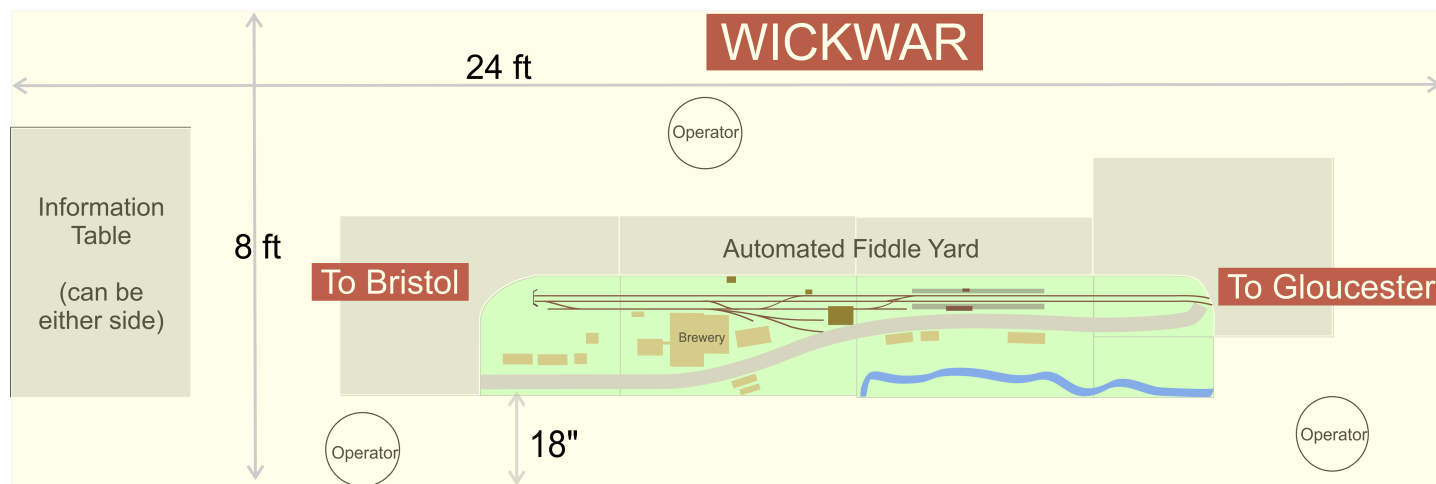 WICKWAR
24 ft
Operator
Information
Table
(can be
either side)
8 ft
Automated Fiddle Yard
To Bristol
To Gloucester
Brewery
18"
Operator
Operator